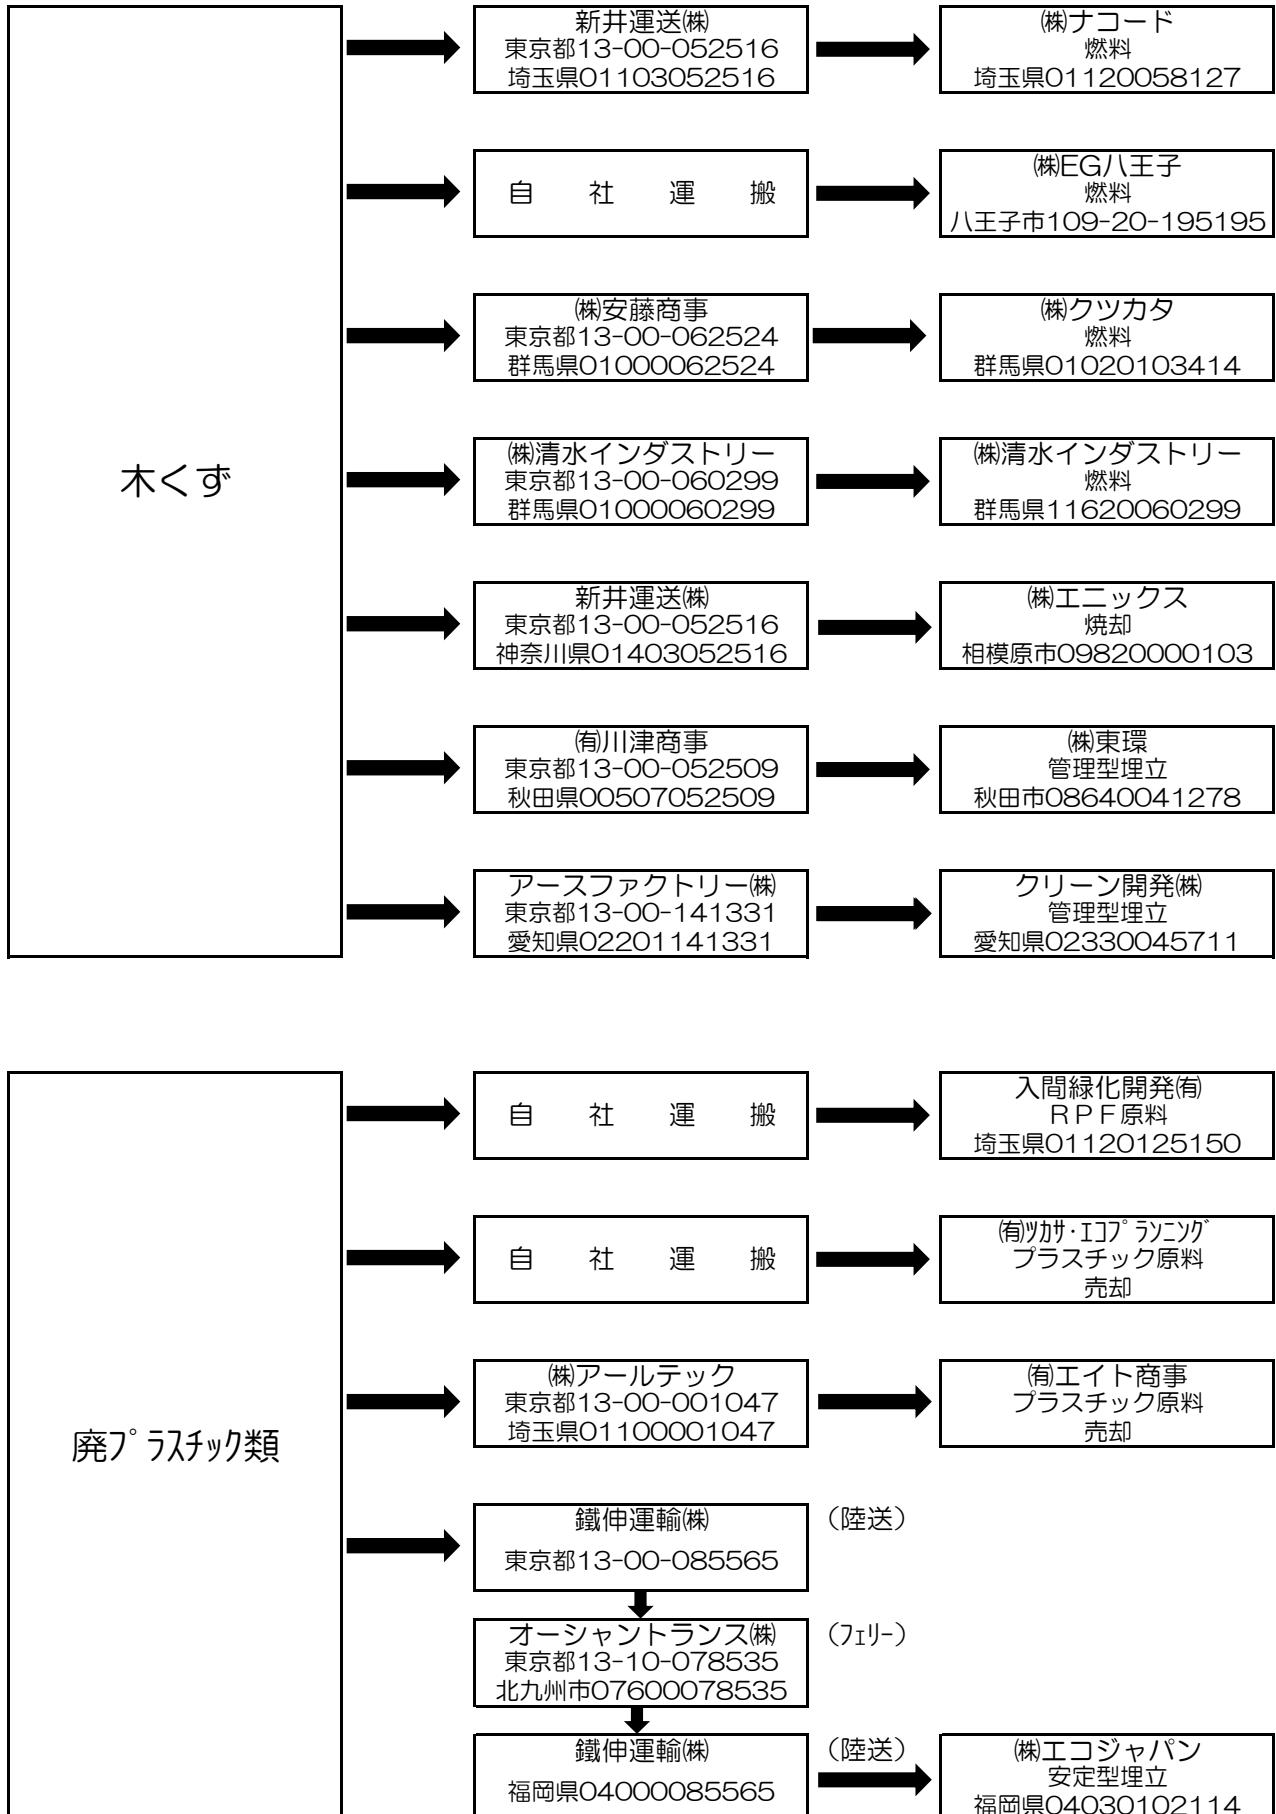 木くず
新井運送㈱
東京都13-00-052516
埼玉県01103052516
㈱ナコード
燃料
埼玉県01120058127
自　社　運　搬
㈱EG八王子
燃料
八王子市109-20-195195
㈱安藤商事
東京都13-00-062524
群馬県01000062524
㈱クツカタ
燃料
群馬県01020103414
㈱清水インダストリー
東京都13-00-060299
群馬県01000060299
㈱清水インダストリー
燃料
群馬県11620060299
新井運送㈱
東京都13-00-052516
神奈川県01403052516
㈱エニックス
焼却
相模原市09820000103
㈲川津商事
東京都13-00-052509
秋田県00507052509
㈱東環
管理型埋立
秋田市08640041278
アースファクトリー㈱
東京都13-00-141331
愛知県02201141331
クリーン開発㈱
管理型埋立
愛知県02330045711
廃ﾌﾟﾗｽﾁｯｸ類
自　社　運　搬
入間緑化開発㈲
ＲＰＦ原料
埼玉県01120125150
自　社　運　搬
㈲ﾂｶｻ・ｴｺﾌﾟﾗﾝﾆﾝｸﾞ
プラスチック原料
売却
㈱アールテック
東京都13-00-001047
埼玉県01100001047
㈲エイト商事
プラスチック原料
売却
鐵伸運輸㈱
東京都13-00-085565
（陸送）
オーシャントランス㈱
東京都13-10-078535
北九州市07600078535
（ﾌｪﾘｰ）
鐵伸運輸㈱
福岡県04000085565
（陸送）
㈱エコジャパン
安定型埋立
福岡県04030102114